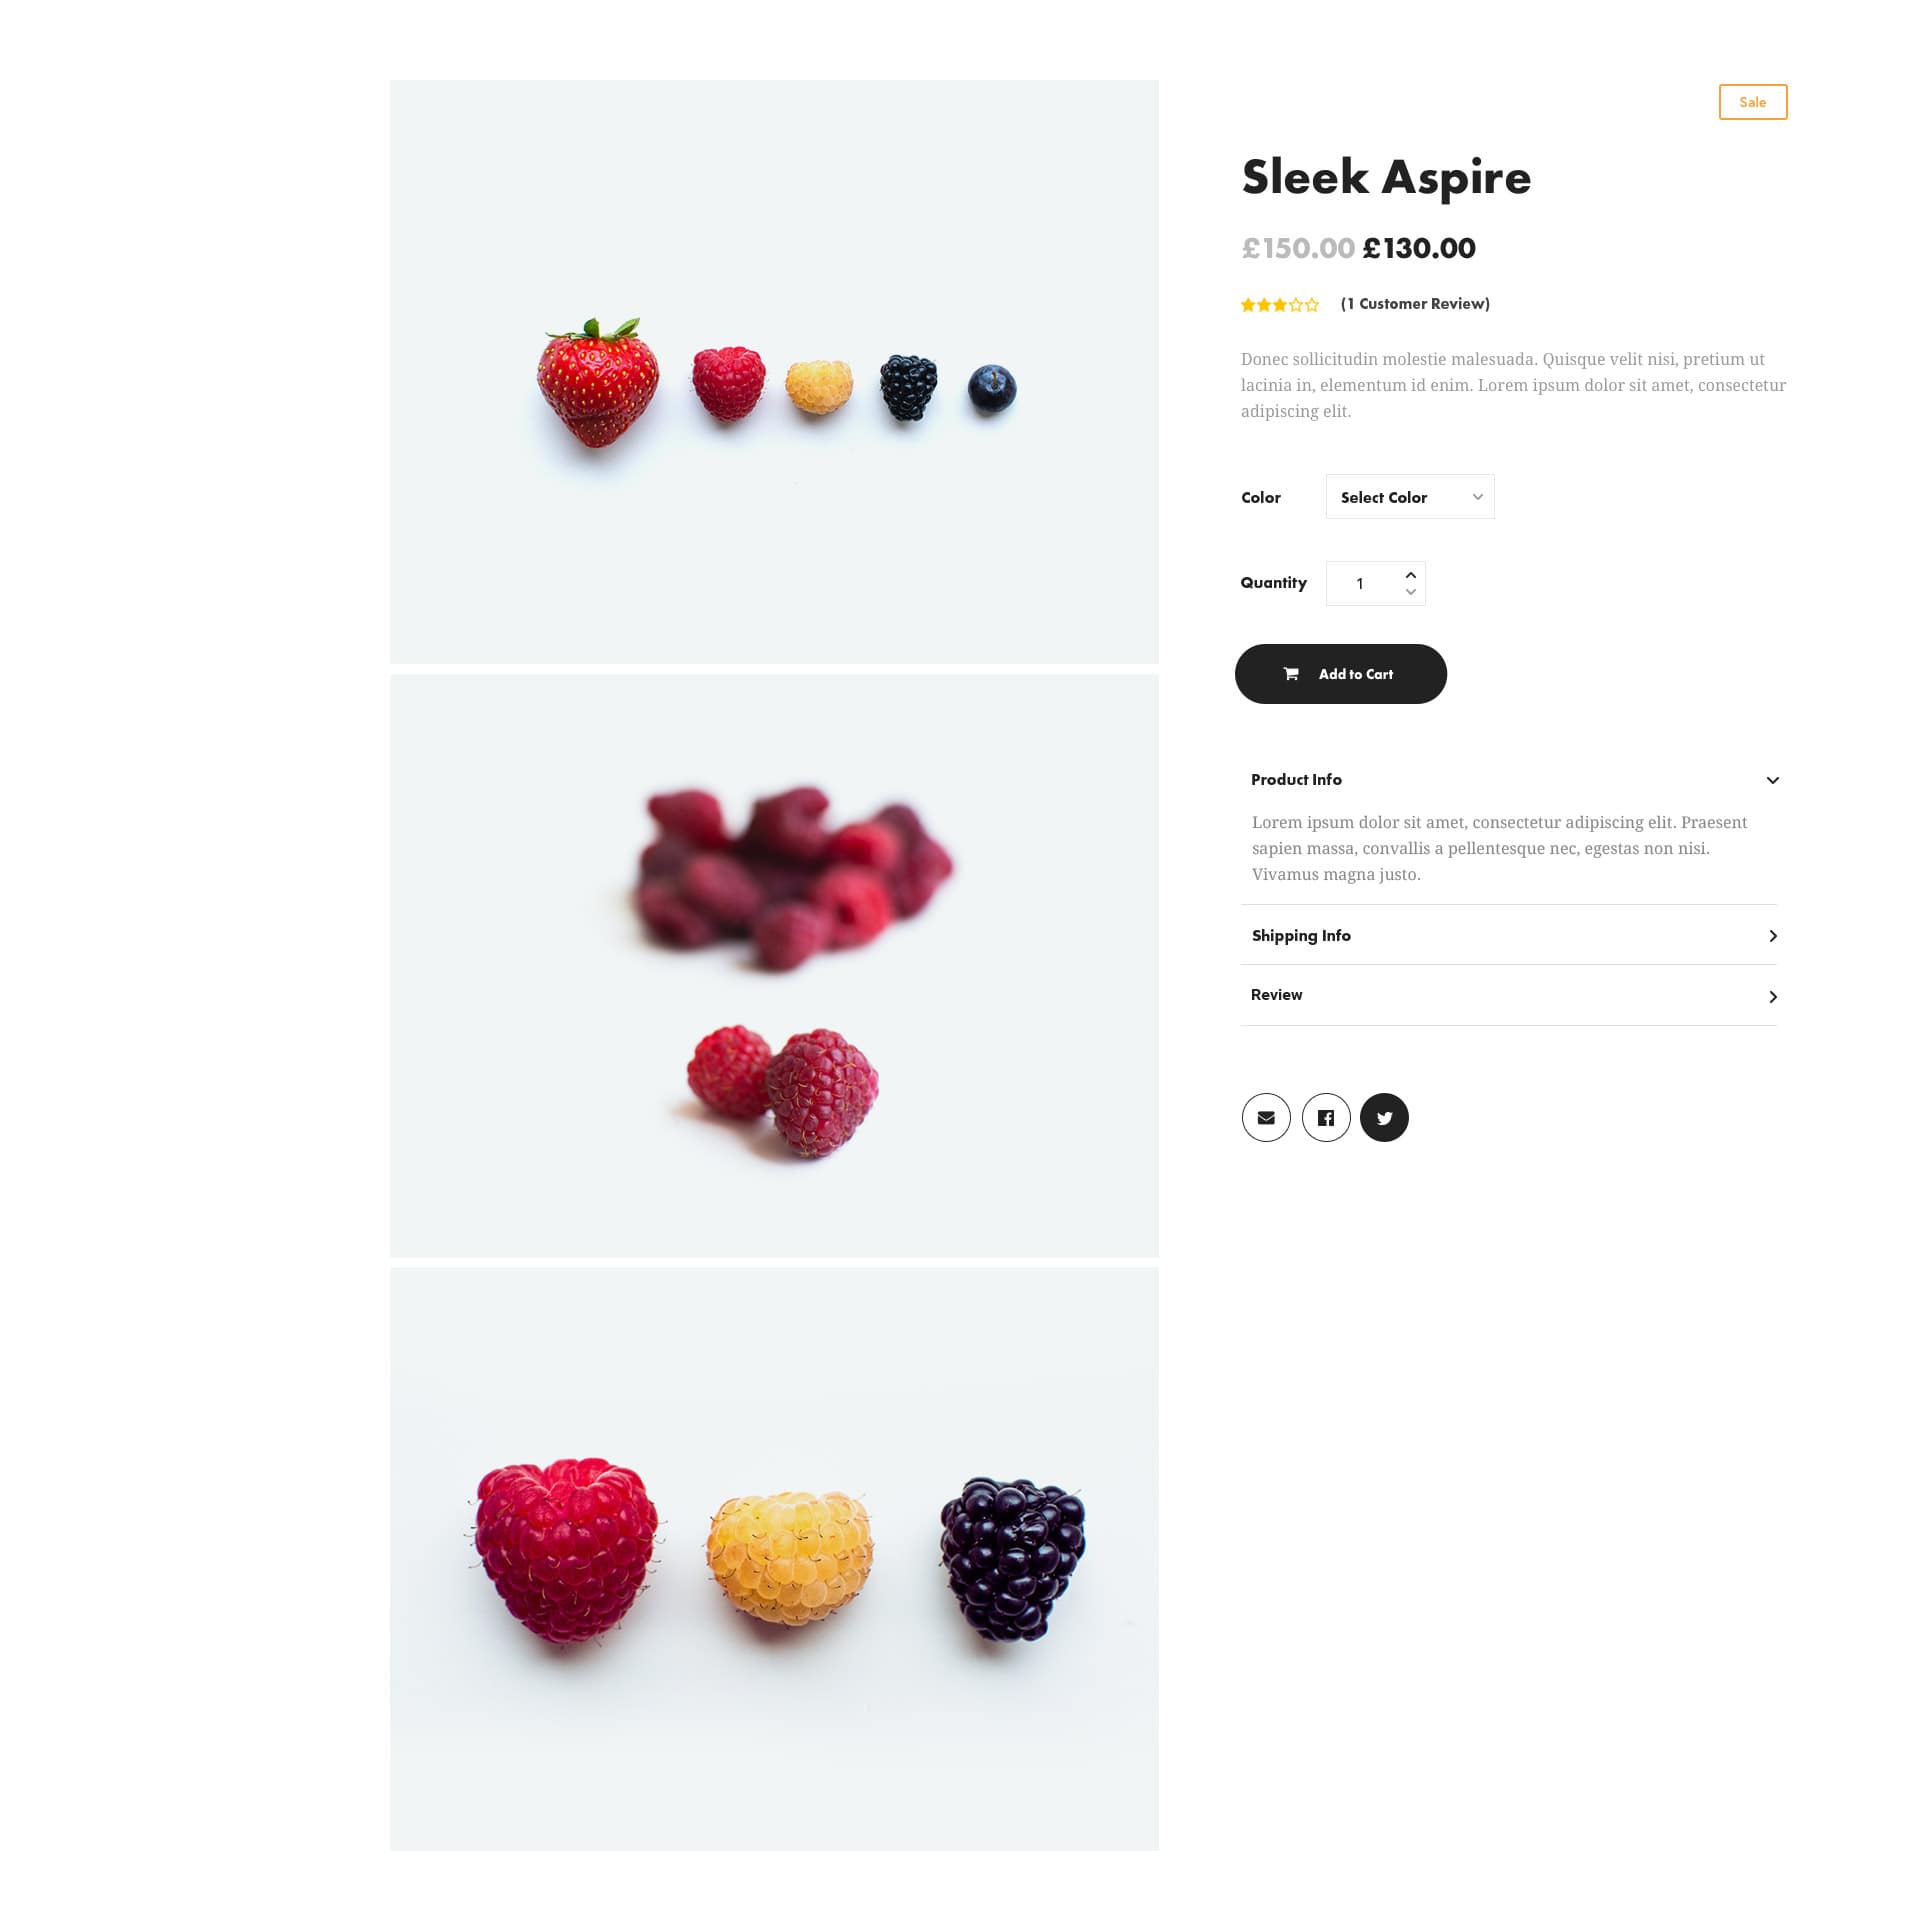 Sale
Sleek Aspire
£150.00 £130.00
(1 Customer Review)
Donec sollicitudin molestie malesuada. Quisque velit nisi, pretium ut
lacinia in, elementum id enim. Lorem ipsum dolor sit amet, consectetur
adipiscing elit.
Color Select Color
Quantity 1
Add to Cart
Product Info
Lorem ipsum dolor sit amet, consectetur adipiscing elit. Praesent
sapien massa, convallis a pellentesque nec, egestas non nisi.
Vivamus magna justo.
Shipping Info
Review